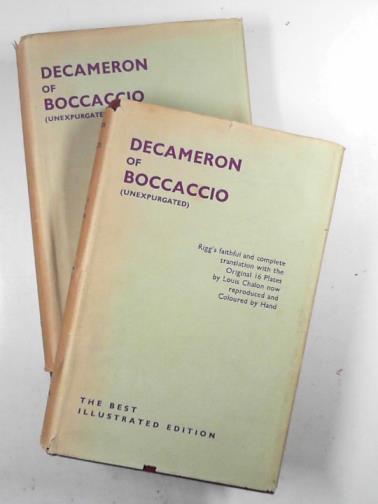 DECAMERON
OF
BOCCACCIO
(UNEXPURGATE
DECAMERON
OF
BOCCACCIO
(UNEXPURGATED)
Rigg's faithful and complete
translation with the
Original 16 Plates
by Louis Chalon now
reproduced and
Coloured by Hand
THE BEST
ILLUSTRATED EDITION